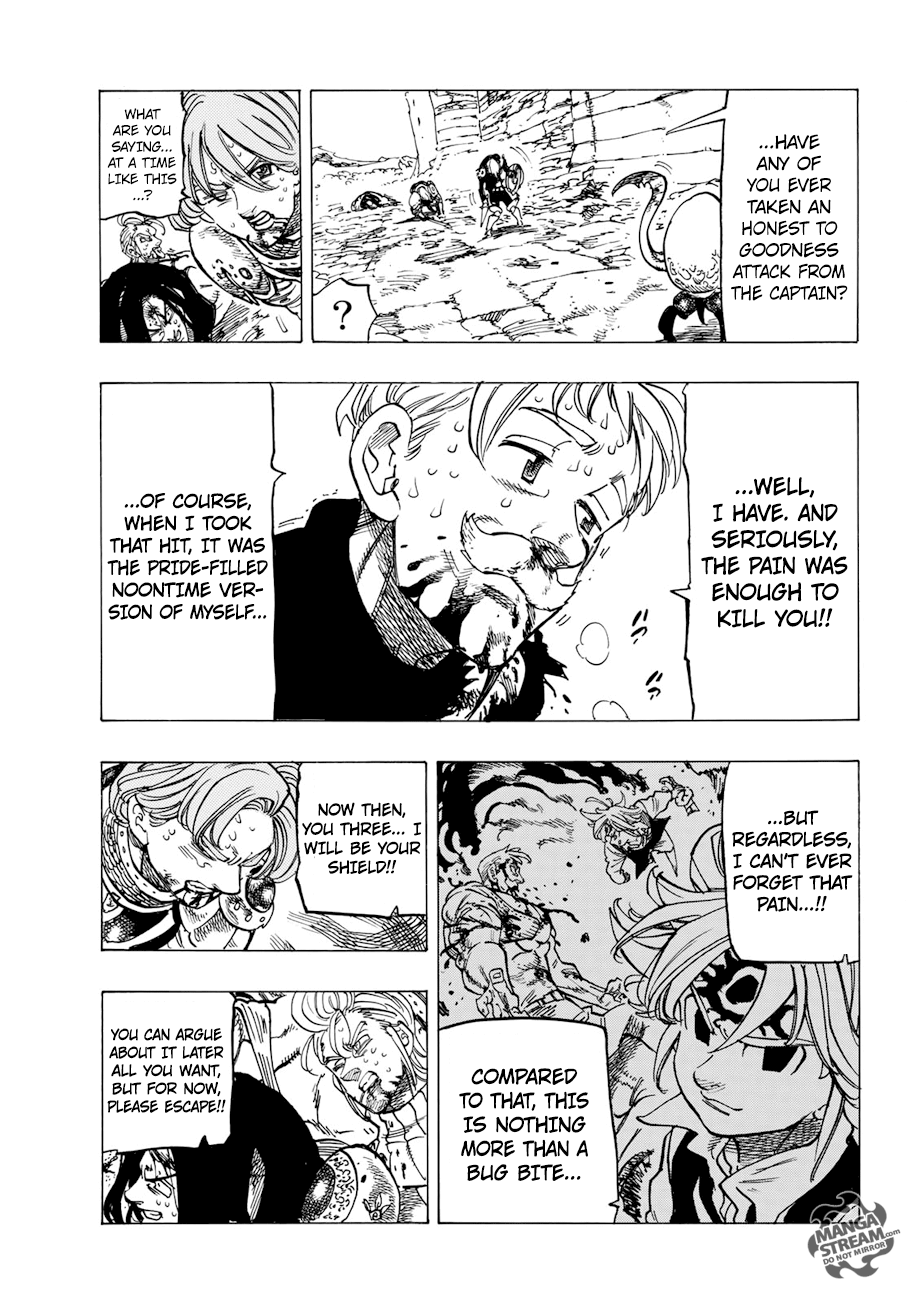 ...HAVE
ANY OF
YOU EVER
TAKEN AN
HONEST TO
GOODNESS
ATTACK FROM
THE CAPTAIN?
?
WHAT
ARE YOU
SAYING...
AT A TIME
LIKE THIS
...?
...WELL,
I HAVE. AND
SERIOUSLY,
THE PAIN WAS
ENOUGH TO
KILL YOU!!
...OF COURSE,
WHEN I TOOK
THAT HIT, IT WAS
THE PRIDE-FILLED
NOONTIME VER-
SION OF MYSELF...
...BUT
REGARDLESS,
I CAN'T EVER
FORGET THAT
PAIN...!!
COMPARED
TO THAT, THIS
IS NOTHING
MORE THAN A
BUG BITE...
NOW THEN,
YOU THREE... I
WILL BE YOUR
SHIELD!!
YOU CAN ARGUE
ABOUT IT LATER
ALL YOU WANT,
BUT FOR NOW,
PLEASE ESCAPE!!
MANGA
STREAM.com
DO NOT MIRROR